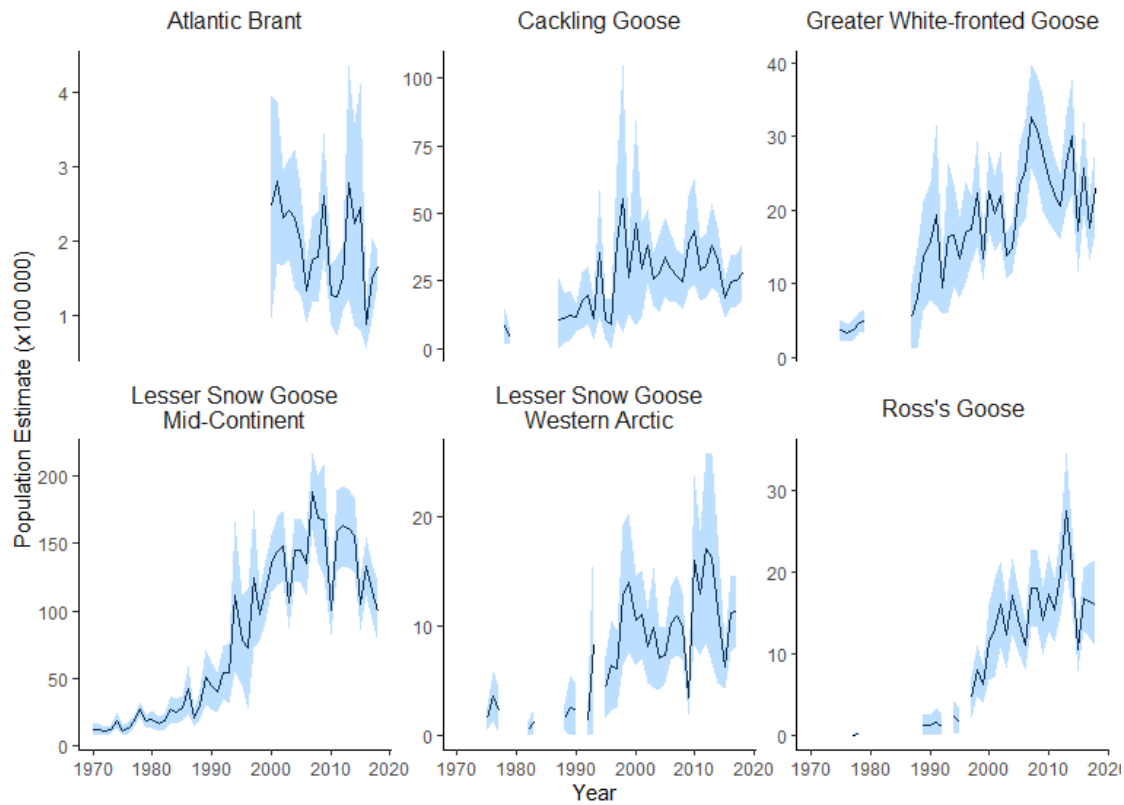 Atlantic Brant
Cackling Goose
Greater White-fronted Goose
4
3
2
1
100
75
50
25
0
40
30
20
10
0
Population Estimate (x100 000)
Lesser Snow Goose
Mid-Continent
Lesser Snow Goose
Western Arctic
Ross's Goose
200
150
100
50
0
20
10
0
30
20
10
0
1970 1980 1990 2000 2010 2020
1970 1980 1990 2000 2010 2020
1970 1980 1990 2000 2010 2020
Year